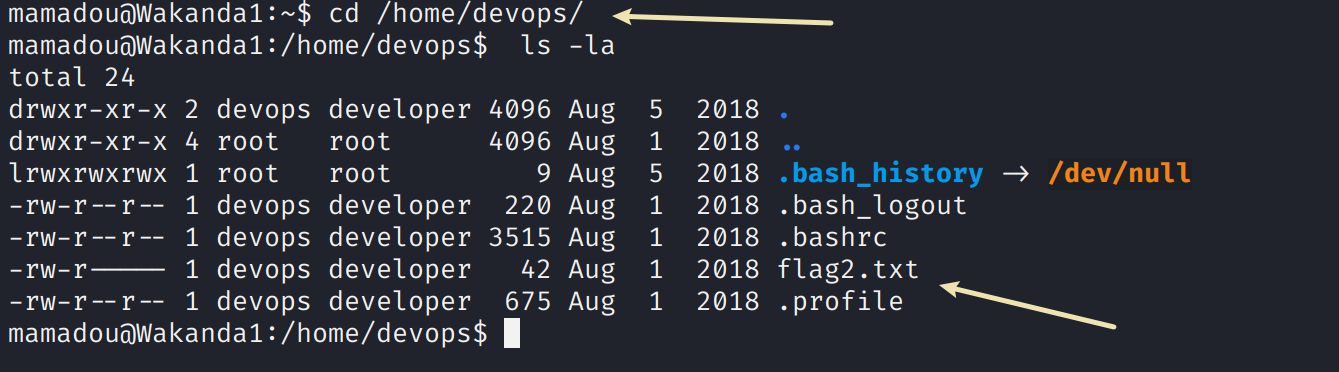 mamadou@Wakanda1:~$ cd /home/devops/
mamadou@Wakanda1:/home/devops$  ls -la
total 24
drwxr-xr-x 2 devops developer 4096 Aug  5  2018 .
drwxr-xr-x 4 root   root      4096 Aug  1  2018 ..
lrwxrwxrwx 1 root   root         9 Aug  5  2018 .bash_history -> /dev/null
-rw-r--r-- 1 devops developer  220 Aug  1  2018 .bash_logout
-rw-r--r-- 1 devops developer 3515 Aug  1  2018 .bashrc
-rw-r----- 1 devops developer   42 Aug  1  2018 flag2.txt
-rw-r--r-- 1 devops developer  675 Aug  1  2018 .profile
mamadou@Wakanda1:/home/devops$